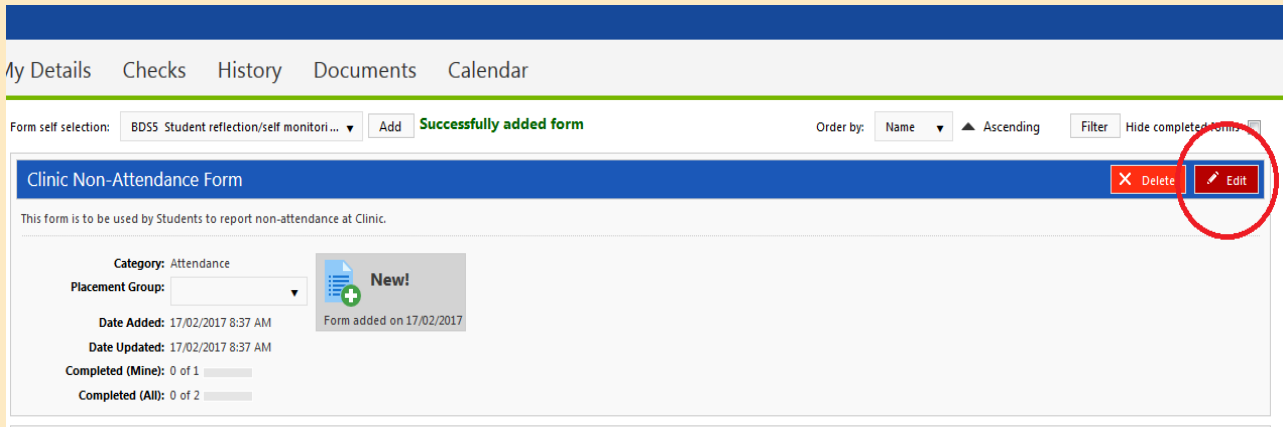 My Details Checks History Documents Calendar
Form self selection: BDS5 Student reflection/self monitori ... Add Successfully added form Order by: Name Ascending Filter Hide completed forms
Clinic Non-Attendance Form Delete Edit
This form is to be used by Students to report non-attendance at Clinic.
Category: Attendance
Placement Group:
New!
Form added on 17/02/2017
Date Added: 17/02/2017 8:37 AM
Date Updated: 17/02/2017 8:37 AM
Completed (Mine): 0 of 1
Completed (All): 0 of 2